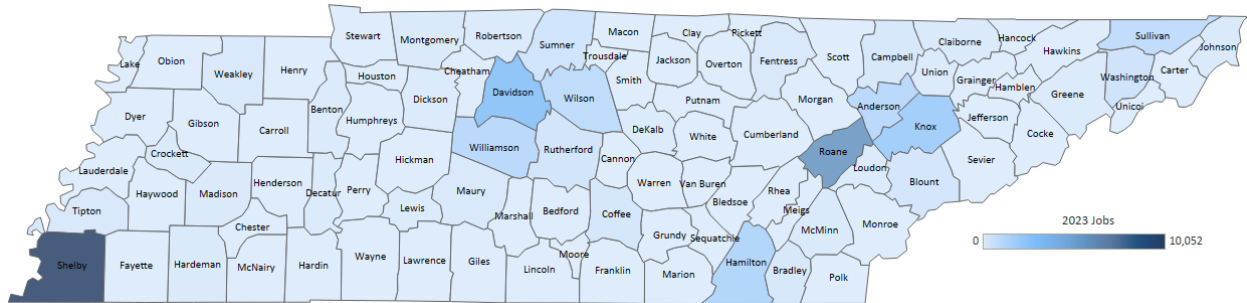 Stewart
Montgomery
Robertson
Sumner
Macon
Clay
Pickett
Scott
Campbell
Claiborne
Hancock
Hawkins
Sullivan
Johnson
Lake
Obion
Weakley
Henry
Houston
Cheatham
Trousdale
Smith
Jackson
Overton
Fentress
Union
Grainger
Hamblen
Greene
Washington
Carter
Unicoi
Dyer
Gibson
Carroll
Benton
Humphreys
Dickson
Davidson
Wilson
Putnam
Morgan
Anderson
Knox
Jefferson
Cocke
Lauderdale
Crockett
Haywood
Madison
Henderson
Decatur
Perry
Hickman
Williamson
Rutherford
Cannon
DeKalb
White
Cumberland
Roane
Loudon
Blount
Sevier
Tipton
Chester
Lewis
Maury
Marshall
Bedford
Coffee
Warren
Van Buren
Bledsoe
Rhea
Meigs
McMinn
Monroe
Shelby
Fayette
Hardeman
McNairy
Hardin
Wayne
Lawrence
Giles
Lincoln
Moore
Franklin
Grundy
Sequatchie
Marion
Hamilton
Bradley
Polk
2023 Jobs
0 10,052